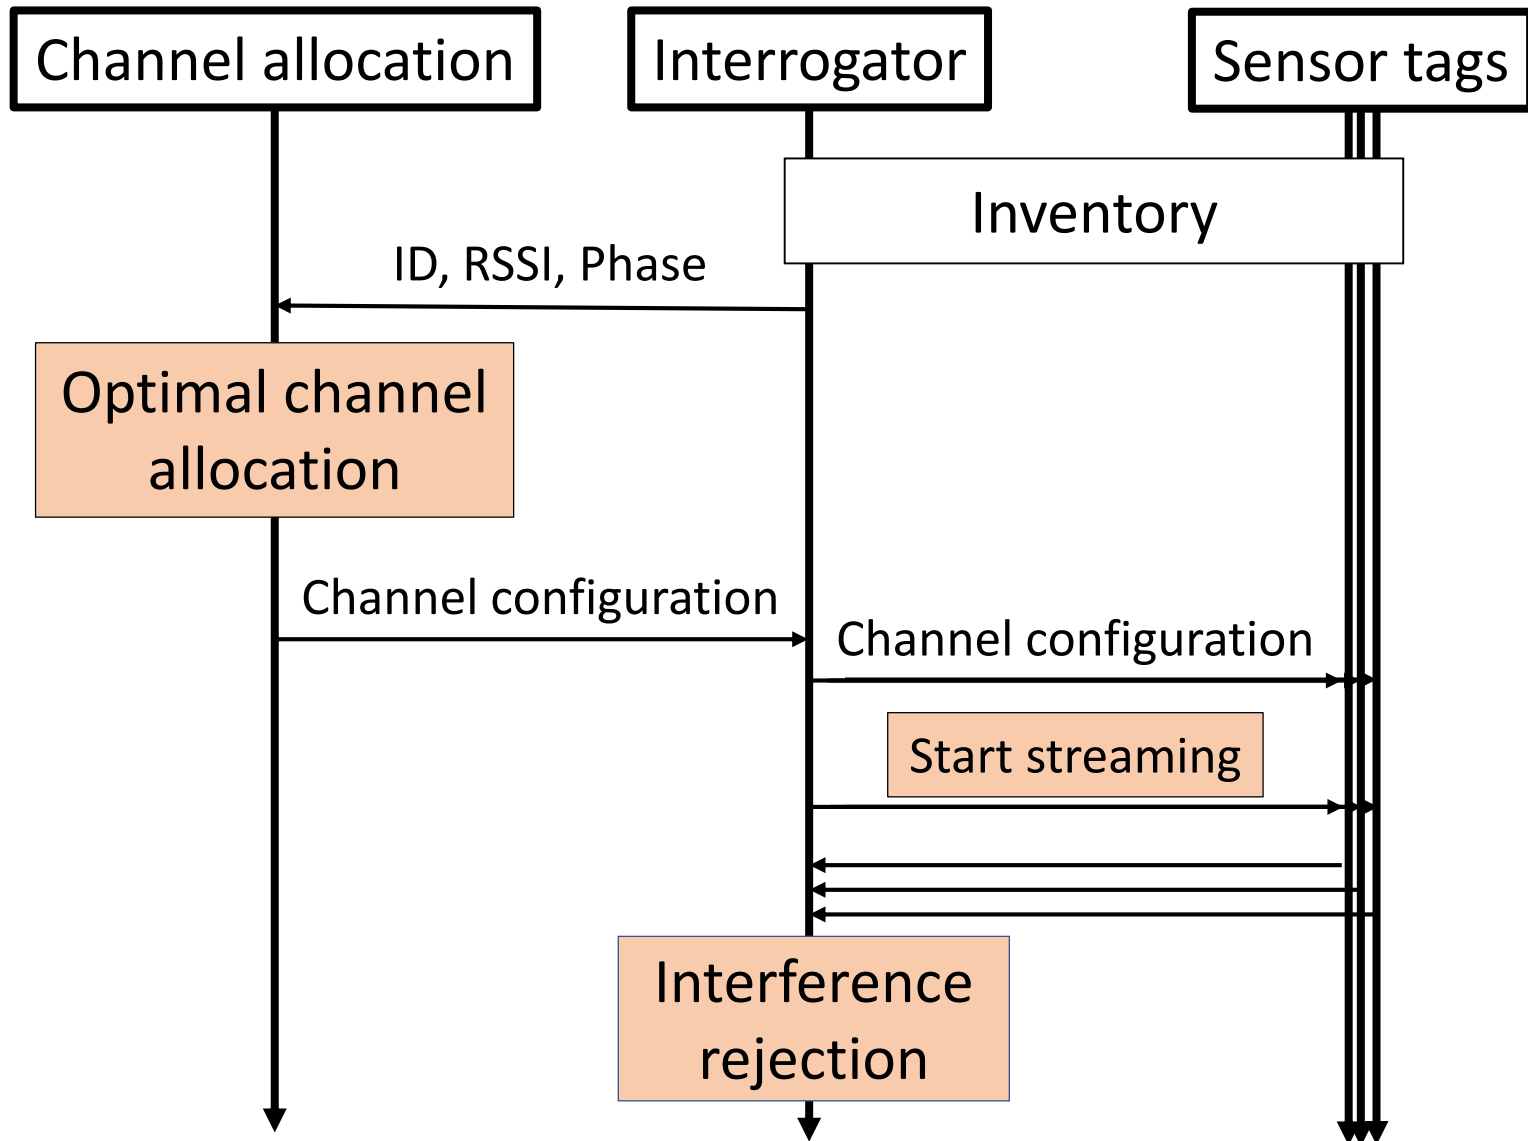 Channel allocation
Interrogator
Sensor tags
Inventory
ID, RSSI, Phase
Optimal channel
allocation
Channel configuration
Channel configuration
Start streaming
Interference
rejection